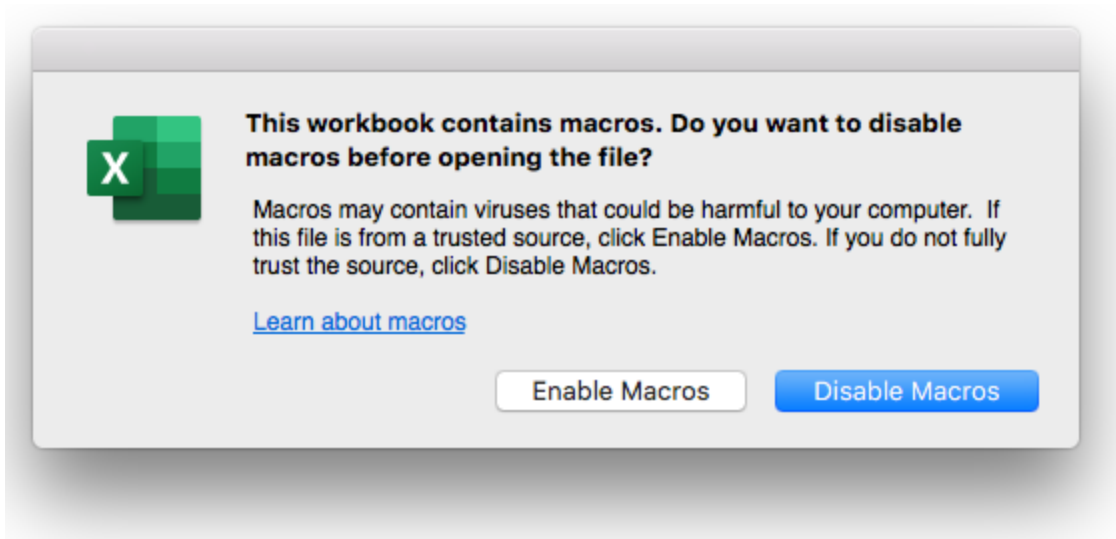 X
This workbook contains macros. Do you want to disable
macros before opening the file?
Macros may contain viruses that could be harmful to your computer.  If
this file is from a trusted source, click Enable Macros. If you do not fully
trust the source, click Disable Macros.
Learn about macros
Enable Macros
Disable Macros